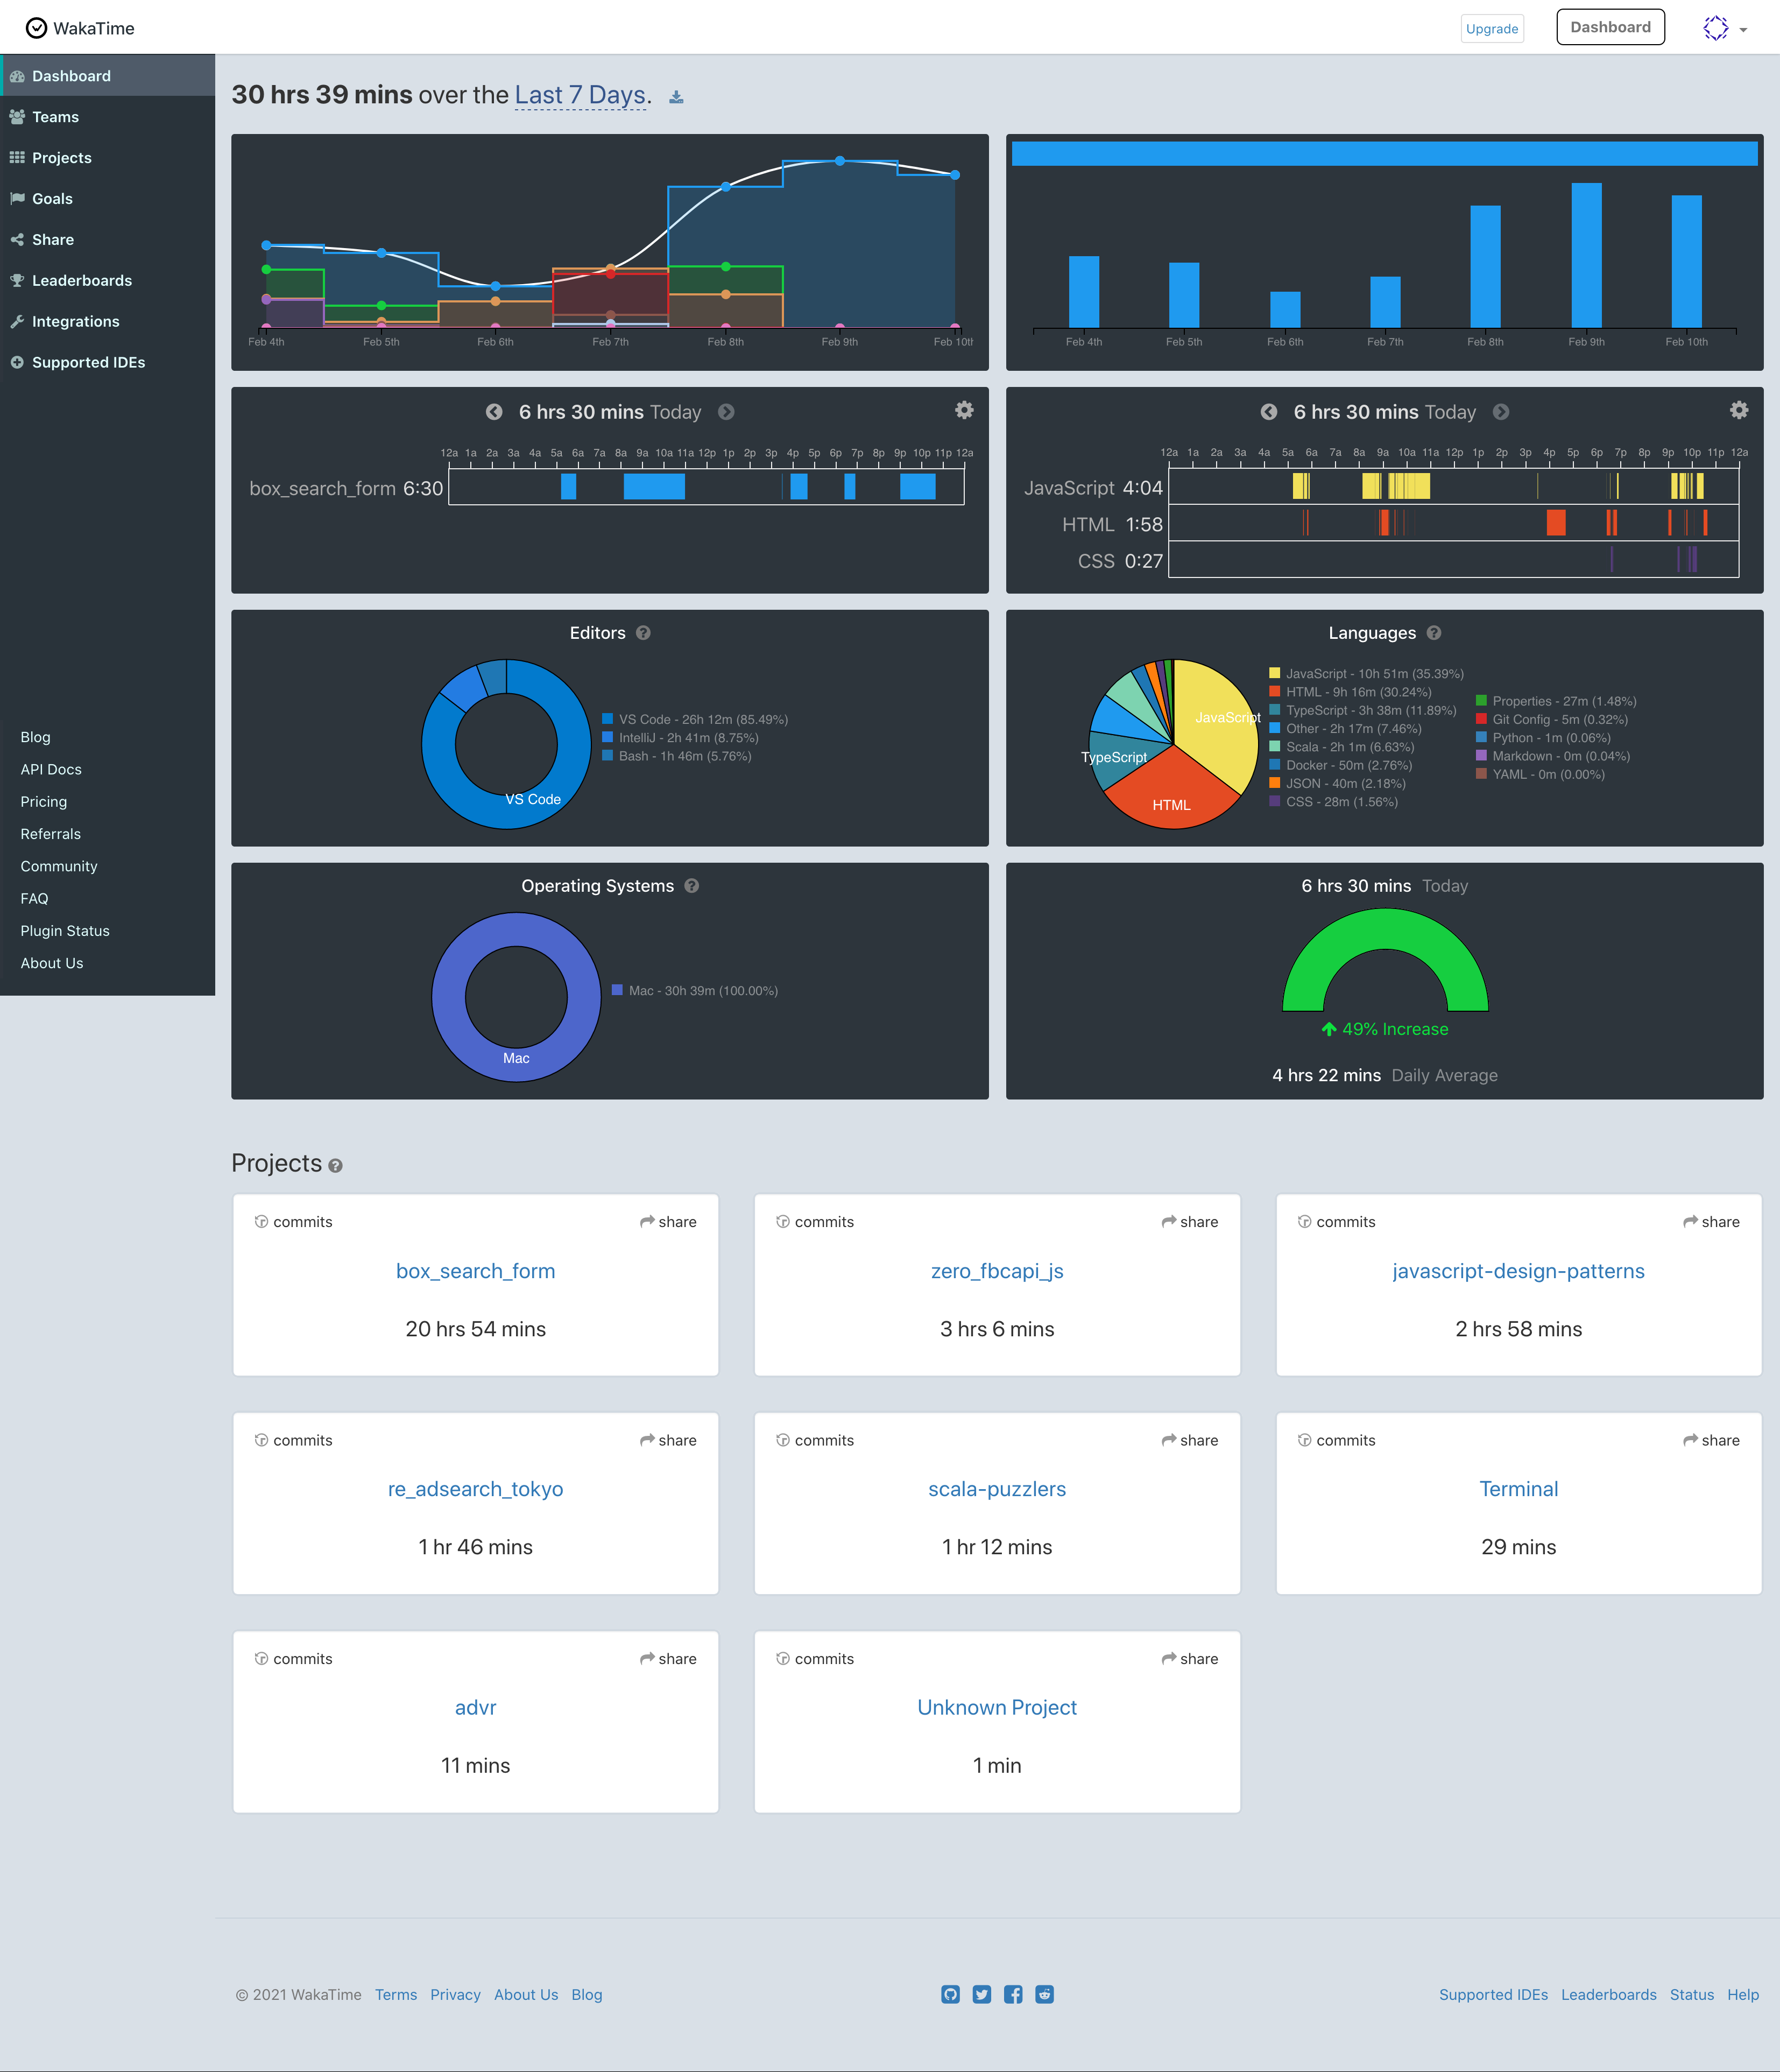 WakaTime
Upgrade
Dashboard
Dashboard
Teams
Projects
Goals
Share
Leaderboards
Integrations
Supported IDEs
Blog
API Docs
Pricing
Referrals
Community
FAQ
Plugin Status
About Us
30 hrs 39 mins over the Last 7 Days.
Feb 4th Feb 5th Feb 6th Feb 7th Feb 8th Feb 9th Feb 10th
Feb 4th Feb 5th Feb 6th Feb 7th Feb 8th Feb 9th Feb 10th
6 hrs 30 mins Today
12a 1a 2a 3a 4a 5a 6a 7a 8a 9a 10a 11a 12p 1p 2p 3p 4p 5p 6p 7p 8p 9p 10p 11p 12a
box_search_form 6:30
6 hrs 30 mins Today
12a 1a 2a 3a 4a 5a 6a 7a 8a 9a 10a 11a 12p 1p 2p 3p 4p 5p 6p 7p 8p 9p 10p 11p 12a
JavaScript 4:04
HTML 1:58
CSS 0:27
Editors
VS Code
VS Code - 26h 12m (85.49%)
IntelliJ - 2h 41m (8.75%)
Bash - 1h 46m (5.76%)
Languages
JavaScript
TypeScript
HTML
JavaScript - 10h 51m (35.39%)
HTML - 9h 16m (30.24%)
TypeScript - 3h 38m (11.89%)
Other - 2h 17m (7.46%)
Scala - 2h 1m (6.63%)
Docker - 50m (2.76%)
JSON - 40m (2.18%)
CSS - 28m (1.56%)
Properties - 27m (1.48%)
Git Config - 5m (0.32%)
Python - 1m (0.06%)
Markdown - 0m (0.04%)
YAML - 0m (0.00%)
Operating Systems
Mac
Mac - 30h 39m (100.00%)
6 hrs 30 mins Today
49% Increase
4 hrs 22 mins Daily Average
Projects
commits share
box_search_form
20 hrs 54 mins
commits share
zero_fbcapi_js
3 hrs 6 mins
commits share
javascript-design-patterns
2 hrs 58 mins
commits share
re_adsearch_tokyo
1 hr 46 mins
commits share
scala-puzzlers
1 hr 12 mins
commits share
Terminal
29 mins
commits share
advr
11 mins
commits share
Unknown Project
1 min
© 2021 WakaTime Terms Privacy About Us Blog
Supported IDEs Leaderboards Status Help